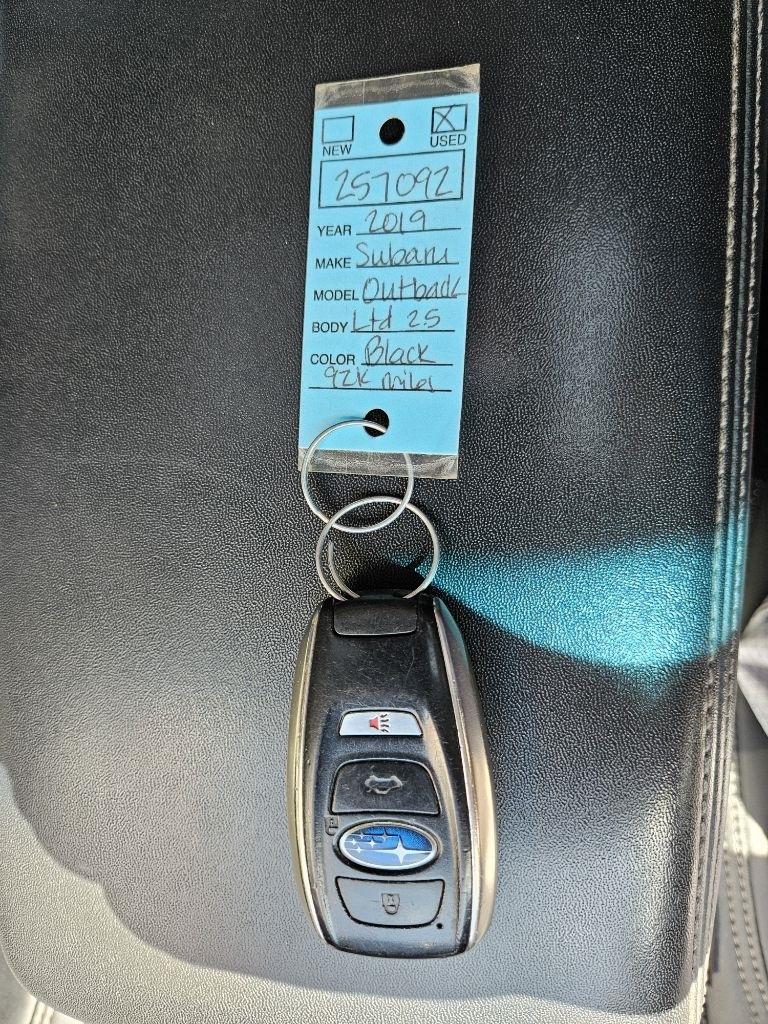 NEW USED
257092
YEAR 2019
MAKE Subaru
MODEL Outback
BODY Ltd 2.5
COLOR Black
92K miles